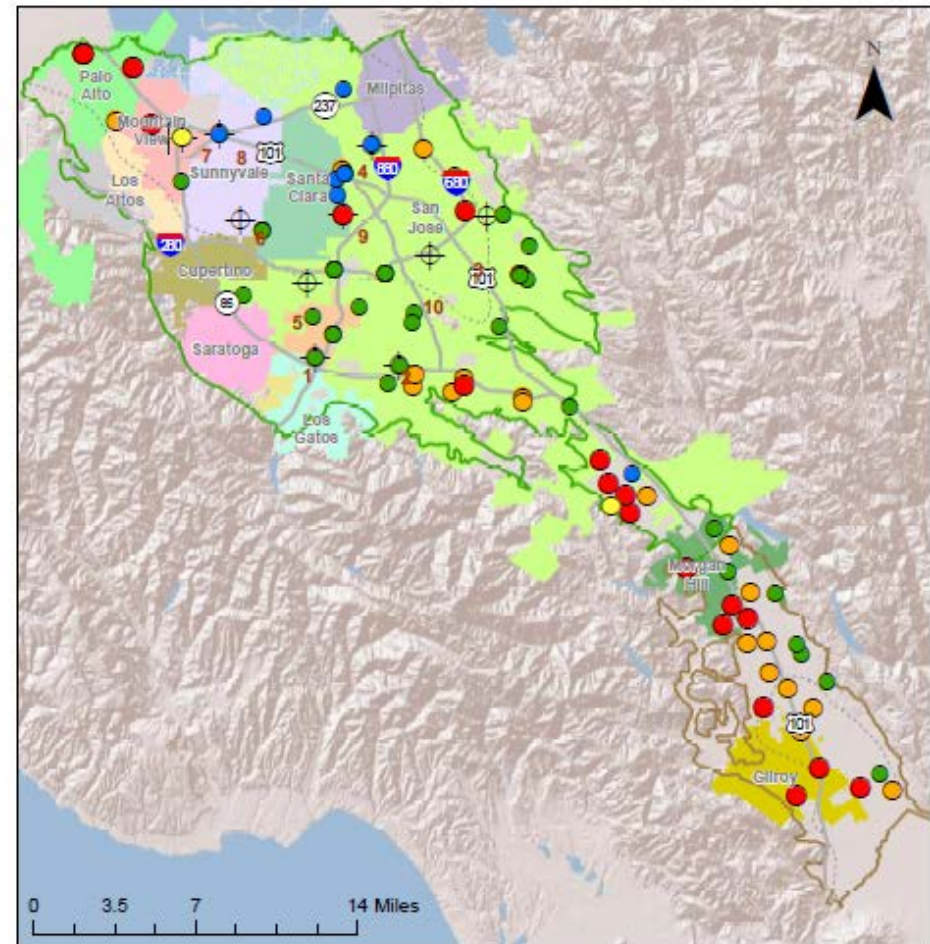 N
Palo
Alto
Milpitas
237
Mountain
View
7
8
101
Sunnyvale
880
4
680
Los
Altos
Santa
Clara
San
Jose
9
6
280
Cupertino
3
101
85
10
5
Saratoga
1
2
Los
Gatos
Morgan
Hill
101
Gilroy
0 3.5 7 14 Miles